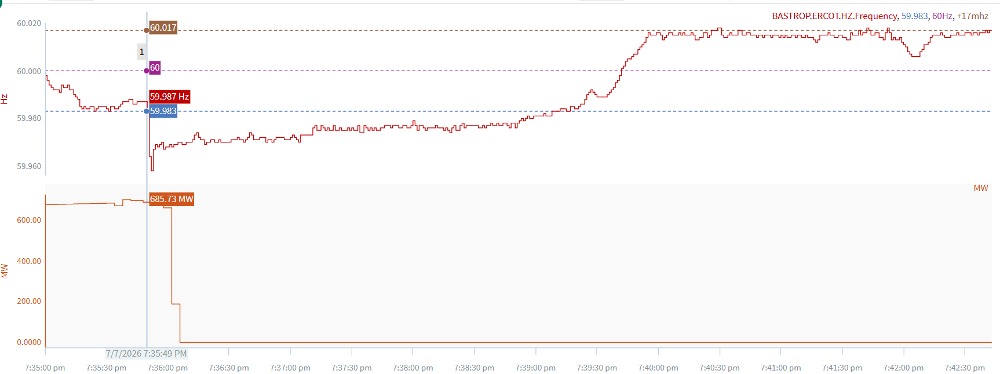 BASTROP.ERCOT.HZ.Frequency, 59.983, 60Hz, +17mhz
60.020
60.017
1
60.000
60
59.987 Hz
Hz
59.983
59.980
59.960
MW
685.73 MW
600.00
400.00
MW
200.00
0.0000
7/7/2026 7:35:49 PM
7:35:00 pm 7:35:30 pm 7:36:00 pm 7:36:30 pm 7:37:00 pm 7:37:30 pm 7:38:00 pm 7:38:30 pm 7:39:00 pm 7:39:30 pm 7:40:00 pm 7:40:30 pm 7:41:00 pm 7:41:30 pm 7:42:00 pm 7:42:30 pm